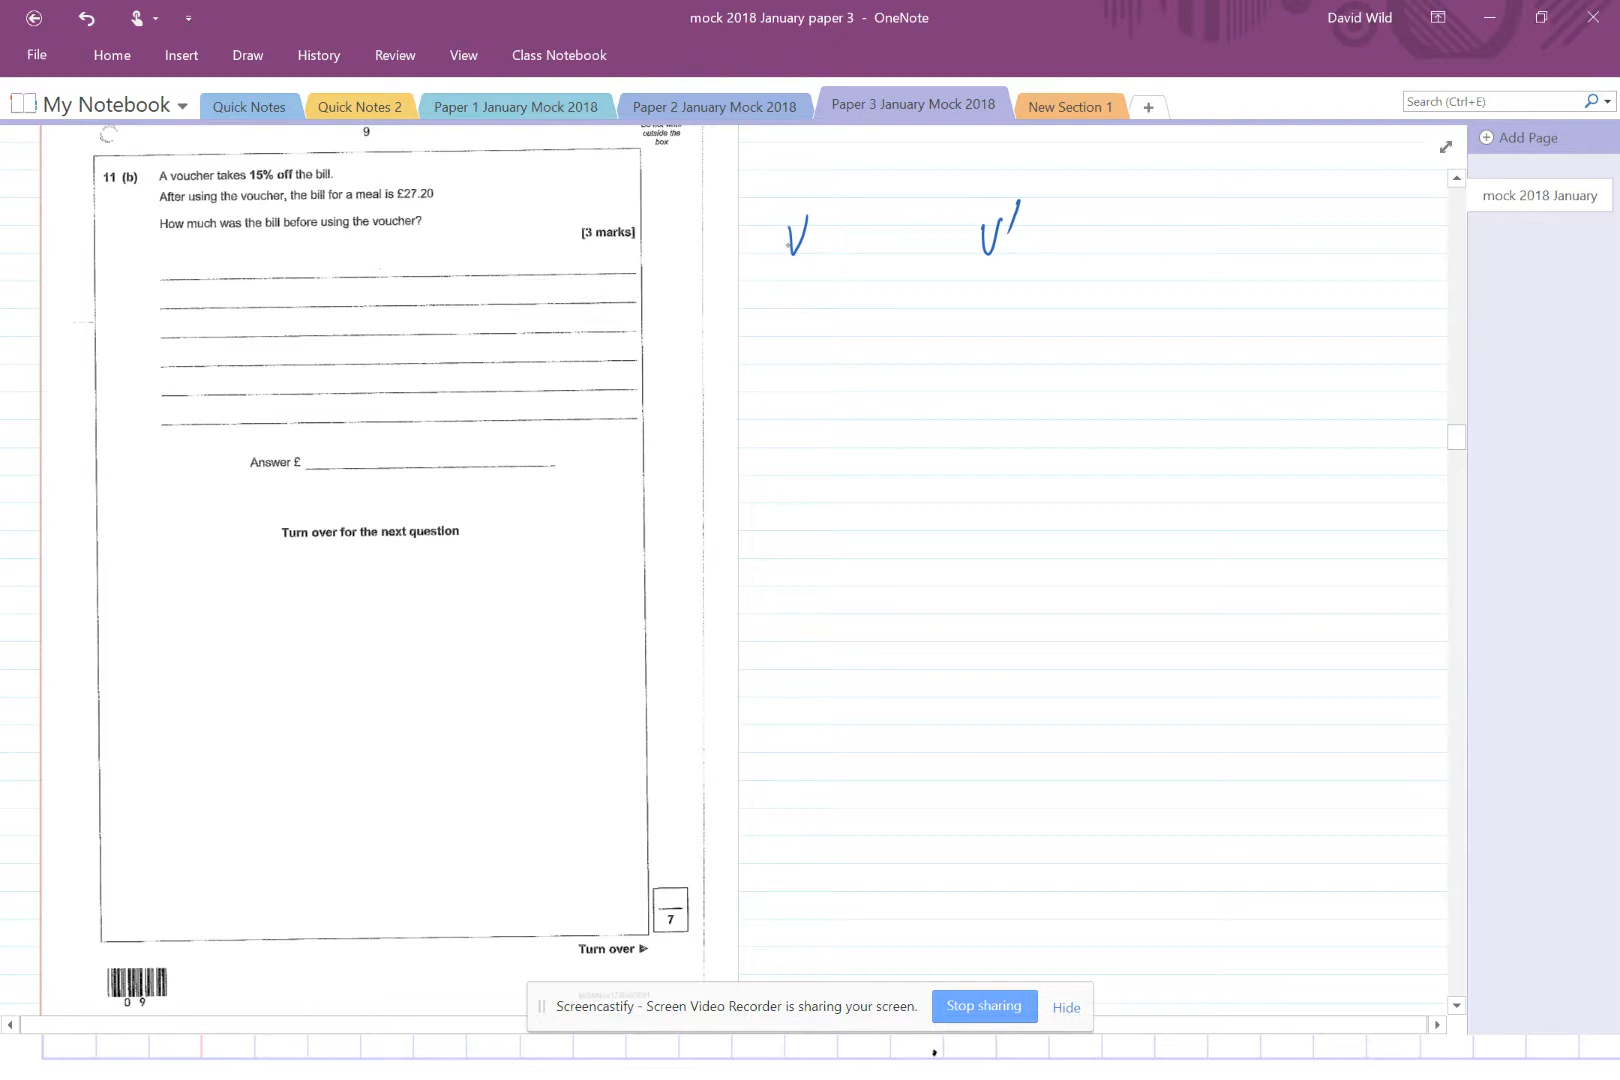 mock 2018 January paper 3 - OneNote
David Wild
File Home Insert Draw History Review View Class Notebook
My Notebook Quick Notes Quick Notes 2 Paper 1 January Mock 2018 Paper 2 January Mock 2018 Paper 3 January Mock 2018 New Section 1
Search (Ctrl+E)
Add Page
mock 2018 January
9
outside the
box
11 (b) A voucher takes 15% off the bill.
After using the voucher, the bill for a meal is £27.20
How much was the bill before using the voucher?
[3 marks]
V V'
Answer £
Turn over for the next question
7
Turn over
0 9
Screencastify - Screen Video Recorder is sharing your screen. Stop sharing Hide